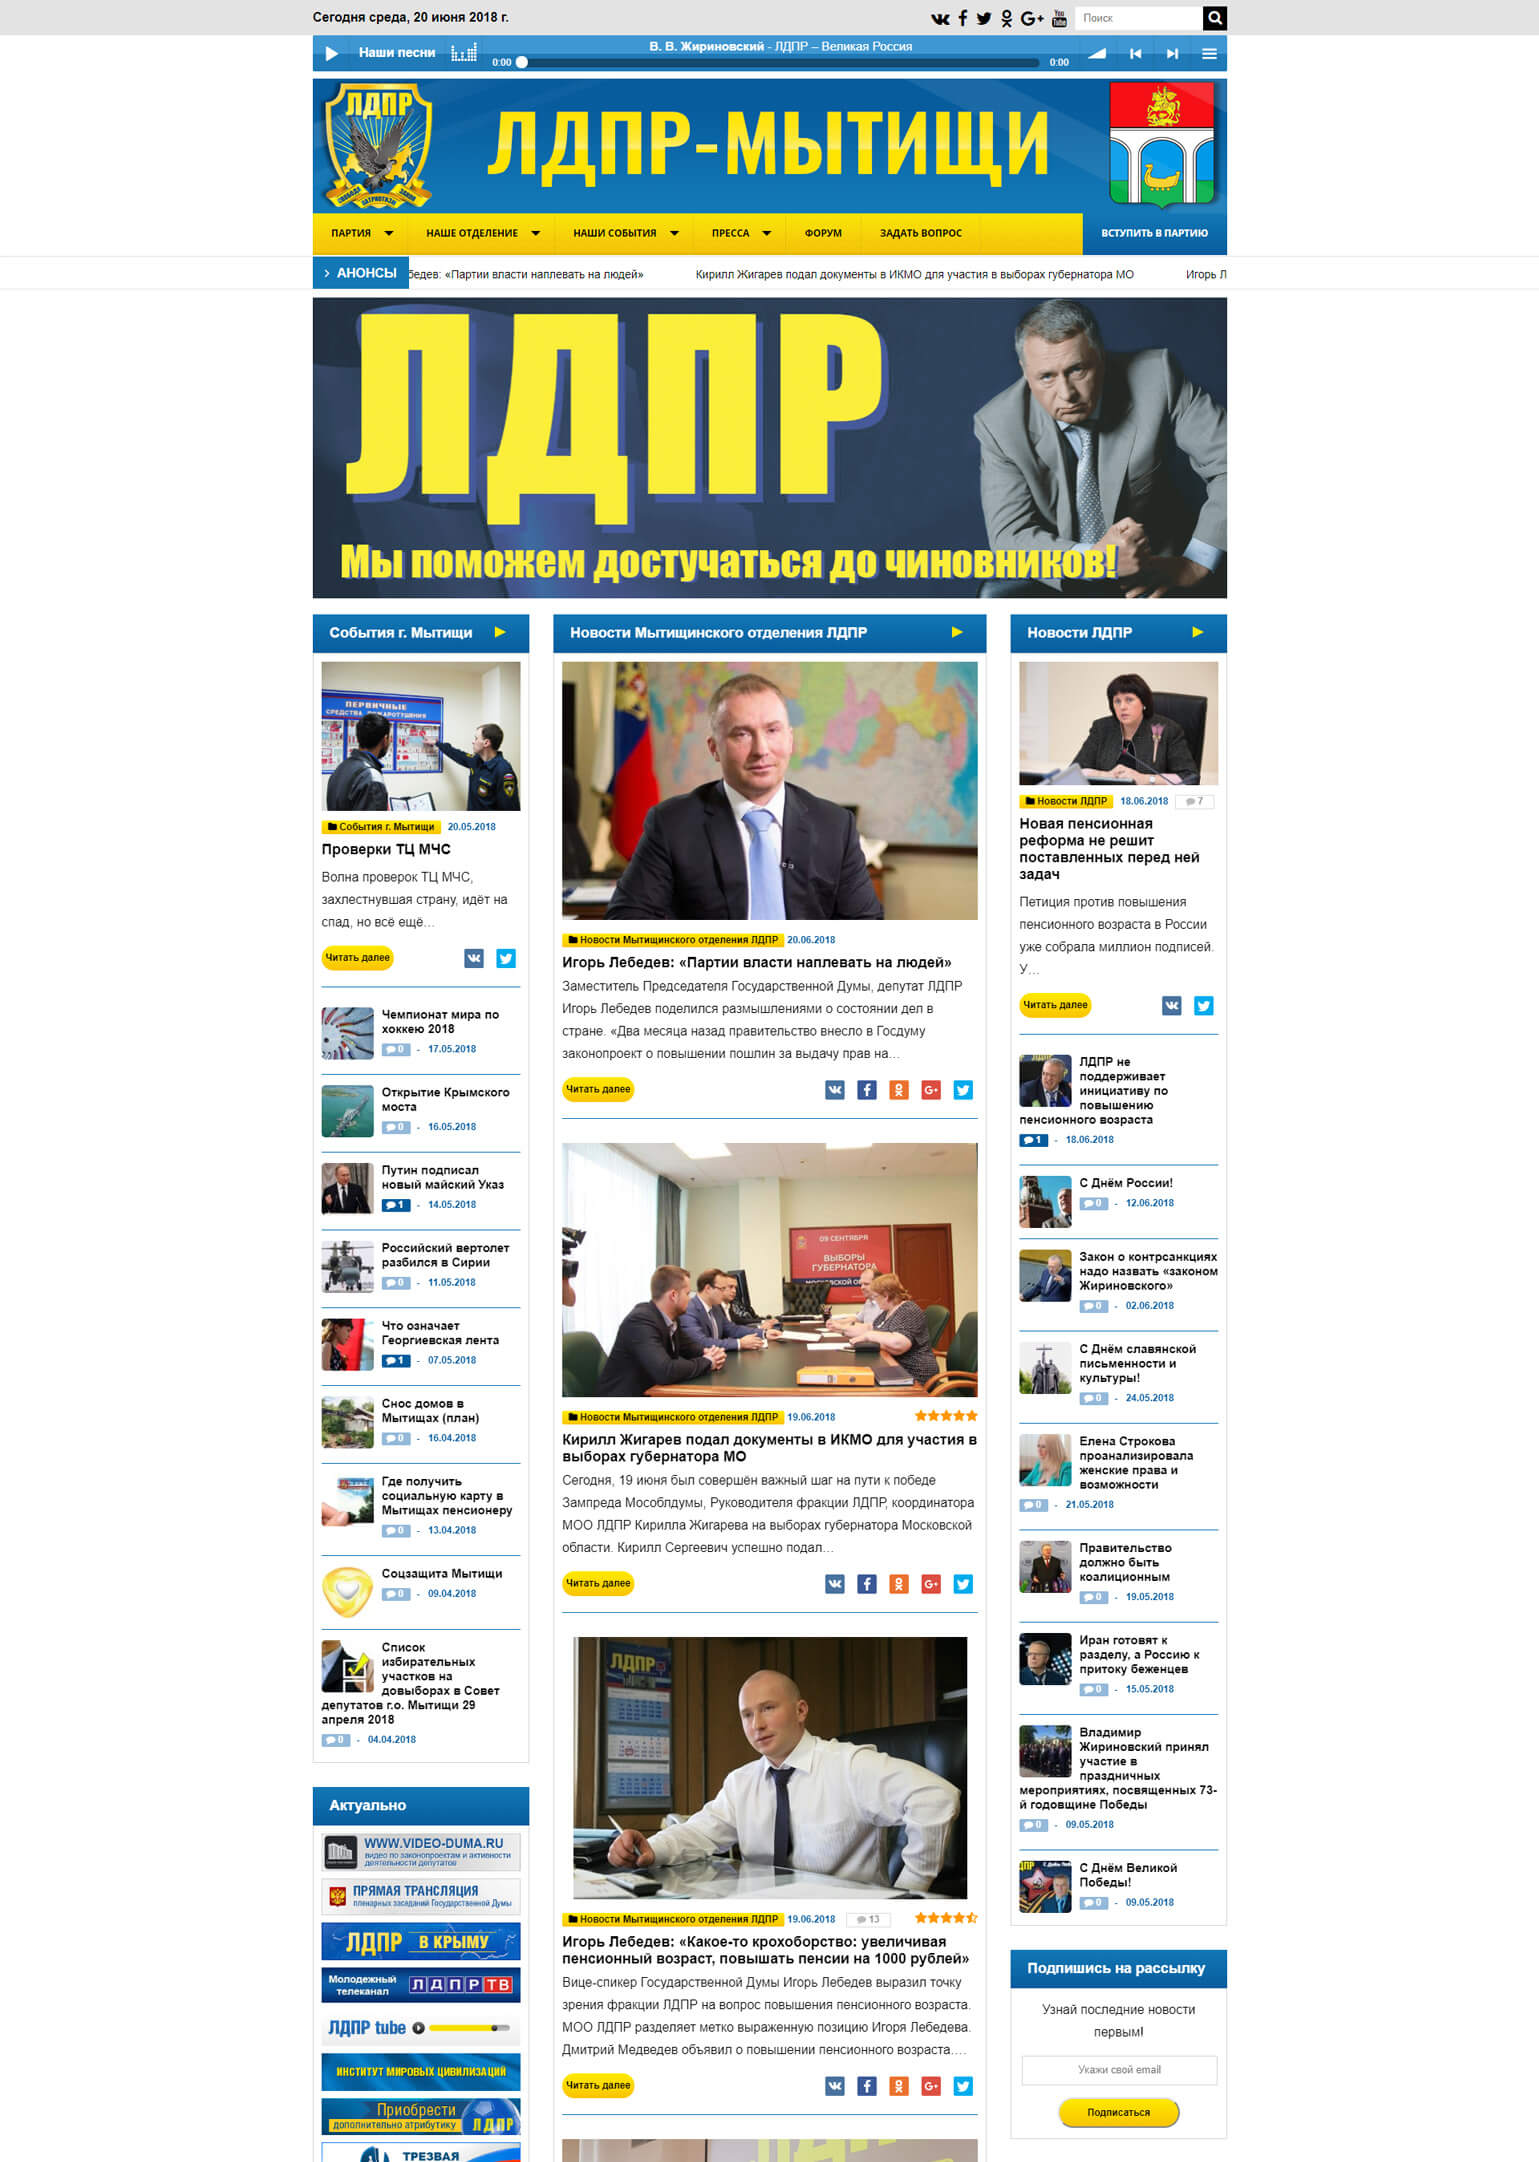 Сегодня среда, 20 июня 2018 г.
Поиск
Наши песни
В. В. Жириновский - ЛДПР – Великая Россия
0:00
0:00
ЛДПР
ЛДПР-МЫТИЩИ
ПАРТИЯ
НАШЕ ОТДЕЛЕНИЕ
НАШИ СОБЫТИЯ
ПРЕССА
ФОРУМ
ЗАДАТЬ ВОПРОС
ВСТУПИТЬ В ПАРТИЮ
АНОНСЫ
бедев: «Партии власти наплевать на людей»
Кирилл Жигарев подал документы в ИКМО для участия в выборах губернатора МО
Игорь Л
ЛДПР
Мы поможем достучаться до чиновников!
События г. Мытищи
ПЕРВИЧНЫЕ
СРЕДСТВА ПОЖАРОТУШЕНИЯ
События г. Мытищи 20.05.2018
Проверки ТЦ МЧС
Волна проверок ТЦ МЧС,
захлестнувшая страну, идёт на
спад, но всё ещё…
Читать далее
Чемпионат мира по
хоккею 2018
0 - 17.05.2018
Открытие Крымского
моста
0 - 16.05.2018
Путин подписал
новый майский Указ
1 - 14.05.2018
Российский вертолет
разбился в Сирии
0 - 11.05.2018
Что означает
Георгиевская лента
1 - 07.05.2018
Снос домов в
Мытищах (план)
0 - 16.04.2018
Где получить
социальную карту в
Мытищах пенсионеру
0 - 13.04.2018
Соцзащита Мытищи
0 - 09.04.2018
Список
избирательных
участков на
довыборах в Совет
депутатов г.о. Мытищи 29
апреля 2018
0 - 04.04.2018
Актуально
WWW.VIDEO-DUMA.RU
видео по законопроектам и активности
деятельности депутатов
ПРЯМАЯ ТРАНСЛЯЦИЯ
пленарных заседаний Государственной Думы
ЛДПР В КРЫМУ
Молодежный
телеканал
ЛДПР ТВ
ЛДПР tube
ИНСТИТУТ МИРОВЫХ ЦИВИЛИЗАЦИЙ
Приобрести
дополнительно атрибутику
ЛДПР
ТРЕЗВАЯ
Новости Мытищинского отделения ЛДПР
Новости Мытищинского отделения ЛДПР 20.06.2018
Игорь Лебедев: «Партии власти наплевать на людей»
Заместитель Председателя Государственной Думы, депутат ЛДПР
Игорь Лебедев поделился размышлениями о состоянии дел в
стране. «Два месяца назад правительство внесло в Госдуму
законопроект о повышении пошлин за выдачу прав на…
Читать далее
09 СЕНТЯБРЯ
ВЫБОРЫ
ГУБЕРНАТОРА
Новости Мытищинского отделения ЛДПР 19.06.2018
Кирилл Жигарев подал документы в ИКМО для участия в
выборах губернатора МО
Сегодня, 19 июня был совершён важный шаг на пути к победе
Зампреда Мособлдумы, Руководителя фракции ЛДПР, координатора
МОО ЛДПР Кирилла Жигарева на выборах губернатора Московской
области. Кирилл Сергеевич успешно подал…
Читать далее
ЛДПР
Новости Мытищинского отделения ЛДПР 19.06.2018 13
Игорь Лебедев: «Какое-то крохоборство: увеличивая
пенсионный возраст, повышать пенсии на 1000 рублей»
Вице-спикер Государственной Думы Игорь Лебедев выразил точку
зрения фракции ЛДПР на вопрос повышения пенсионного возраста.
МОО ЛДПР разделяет метко выраженную позицию Игоря Лебедева.
Дмитрий Медведев объявил о повышении пенсионного возраста….
Читать далее
Новости ЛДПР
Новости ЛДПР 18.06.2018 7
Новая пенсионная
реформа не решит
поставленных перед ней
задач
Петиция против повышения
пенсионного возраста в России
уже собрала миллион подписей.
У…
Читать далее
ЛДПР не
поддерживает
инициативу по
повышению
пенсионного возраста
1 - 18.06.2018
С Днём России!
0 - 12.06.2018
Закон о контрсанкциях
надо назвать «законом
Жириновского»
0 - 02.06.2018
С Днём славянской
письменности и
культуры!
0 - 24.05.2018
Елена Строкова
проанализировала
женские права и
возможности
0 - 21.05.2018
Правительство
должно быть
коалиционным
0 - 19.05.2018
Иран готовят к
разделу, а Россию к
притоку беженцев
0 - 15.05.2018
Владимир
Жириновский принял
участие в
праздничных
мероприятиях, посвященных 73-
й годовщине Победы
0 - 09.05.2018
С Днём Великой
Победы!
0 - 09.05.2018
Подпишись на рассылку
Узнай последние новости
первым!
Укажи свой email
Подписаться